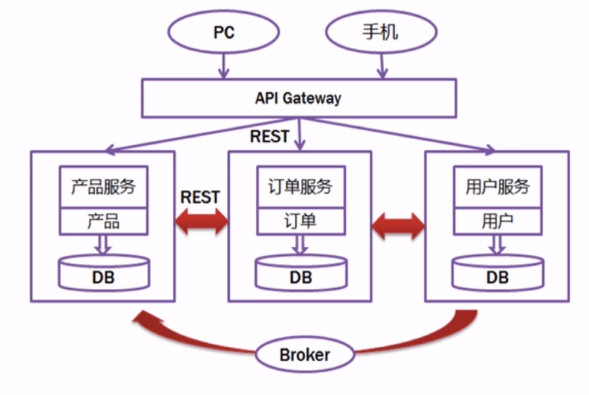 PC
手机
API Gateway
REST
产品服务
REST
订单服务
用户服务
产品
订单
用户
DB
DB
DB
Broker